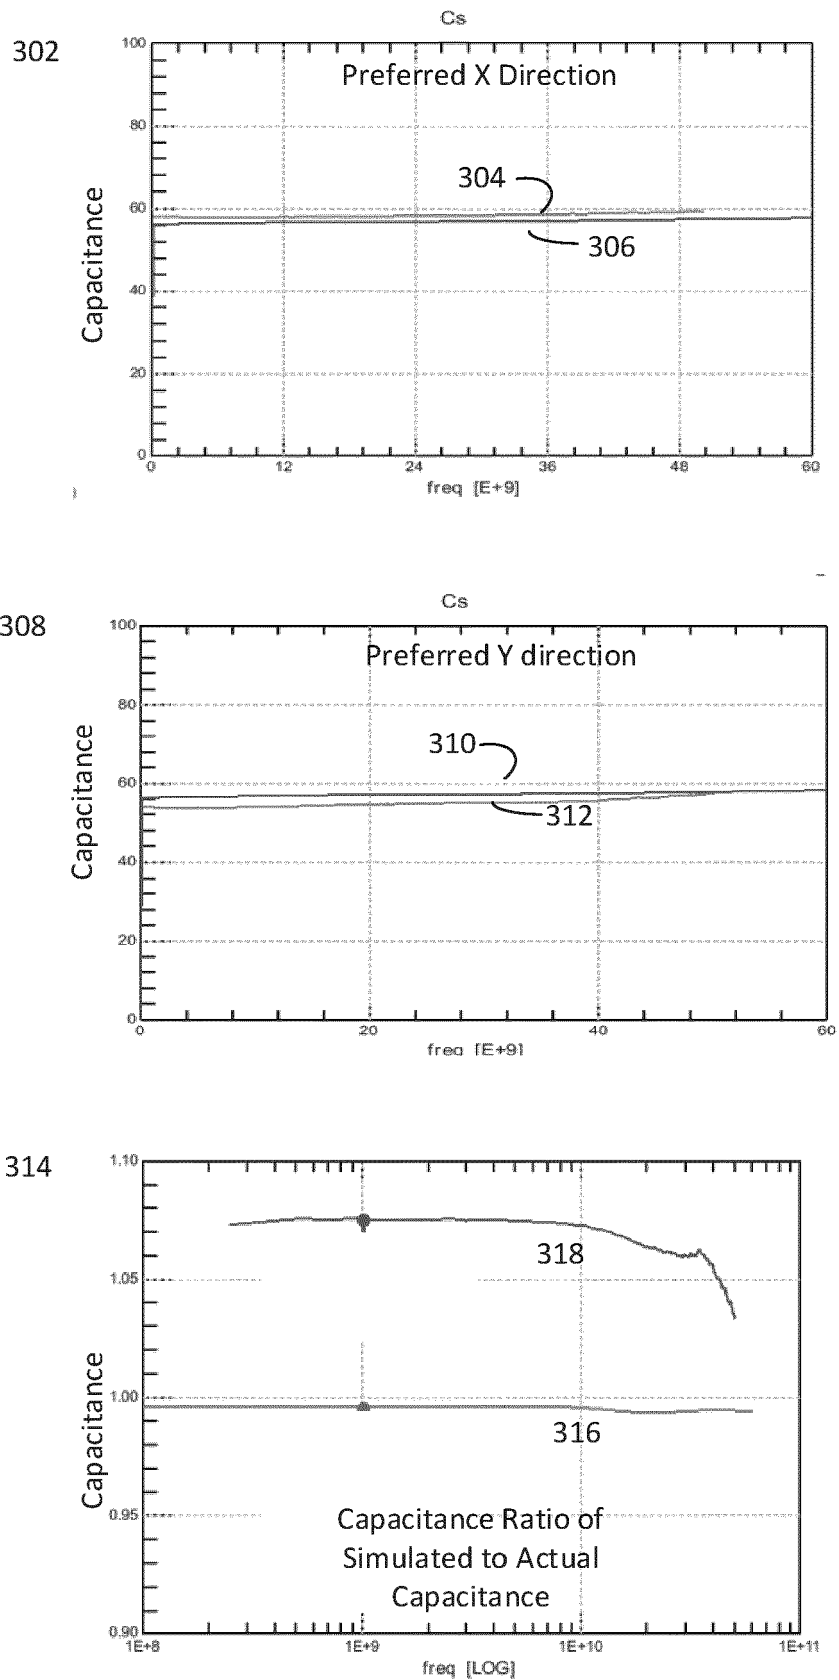 302
Cs
100
Preferred X Direction
80
304
60
306
40
20
0
Capacitance
0 12 24 36 48 60
freq [E+9]
308
Cs
100
Preferred Y direction
80
310
60
312
40
20
0
Capacitance
0 20 40 60
freq [E+9]
314
1.10
318
1.05
1.00
316
Capacitance
0.95
Capacitance Ratio of
Simulated to Actual
Capacitance
0.90
1E+8 1E+9 1E+10 1E+11
freq [LOG]